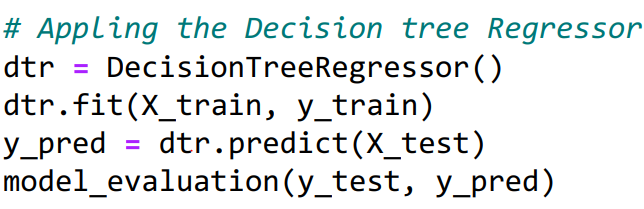 # Appling the Decision tree Regressor
dtr = DecisionTreeRegressor()
dtr.fit(X_train, y_train)
y_pred = dtr.predict(X_test)
model_evaluation(y_test, y_pred)